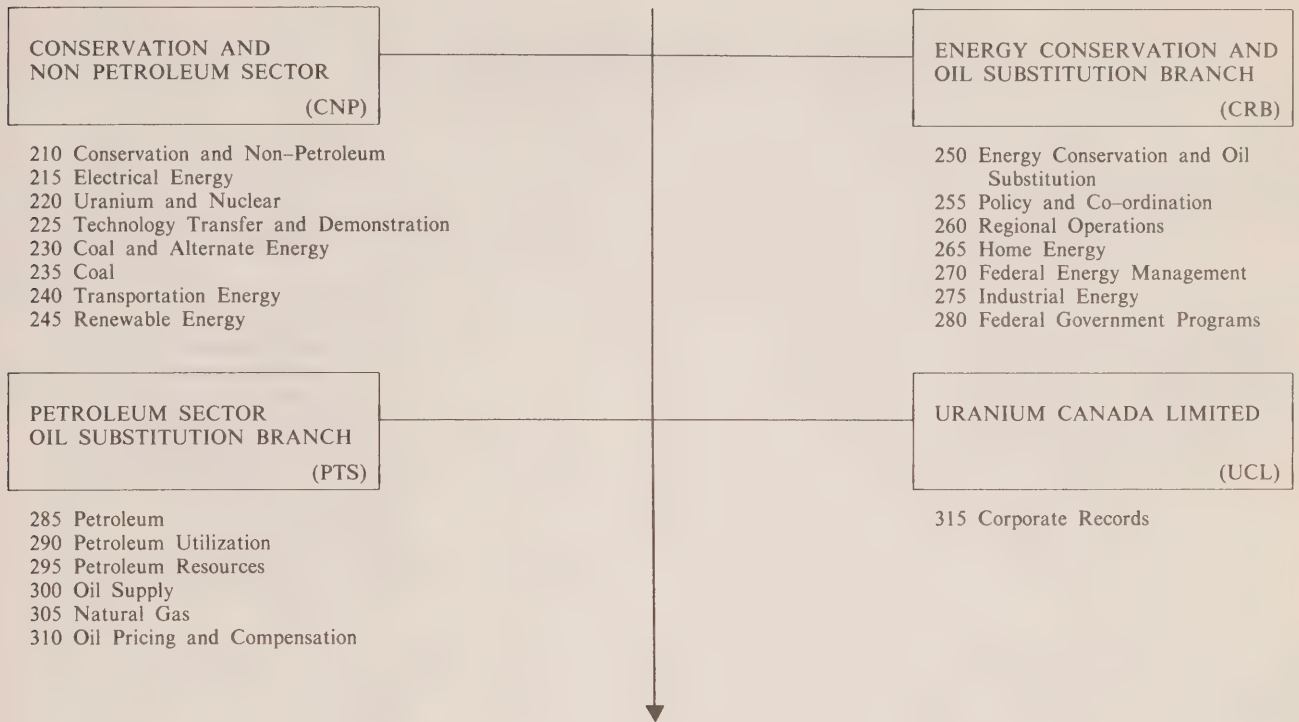 CONSERVATION AND
NON PETROLEUM SECTOR
(CNP)
210 Conservation and Non-Petroleum
215 Electrical Energy
220 Uranium and Nuclear
225 Technology Transfer and Demonstration
230 Coal and Alternate Energy
235 Coal
240 Transportation Energy
245 Renewable Energy
ENERGY CONSERVATION AND
OIL SUBSTITUTION BRANCH
(CRB)
250 Energy Conservation and Oil
Substitution
255 Policy and Co-ordination
260 Regional Operations
265 Home Energy
270 Federal Energy Management
275 Industrial Energy
280 Federal Government Programs
PETROLEUM SECTOR
OIL SUBSTITUTION BRANCH
(PTS)
285 Petroleum
290 Petroleum Utilization
295 Petroleum Resources
300 Oil Supply
305 Natural Gas
310 Oil Pricing and Compensation
URANIUM CANADA LIMITED
(UCL)
315 Corporate Records